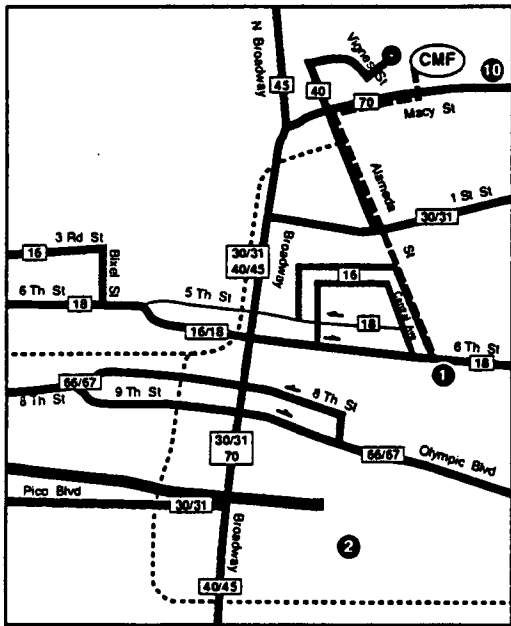 N Broadway
Vignes St
CMF
10
45
40
70
Macy St
Alameda
St
1 St St
30/31
3 Rd St
16
Bixel St
30/31
40/45
Broadway
16
6 Th St
18
5 Th St
18
Central Ave
16/18
6 Th St
18
1
66/67
9 Th St
8 Th St
8 Th St
30/31
70
66/67
Olympic Blvd
Pico Blvd
30/31
Broadway
2
40/45